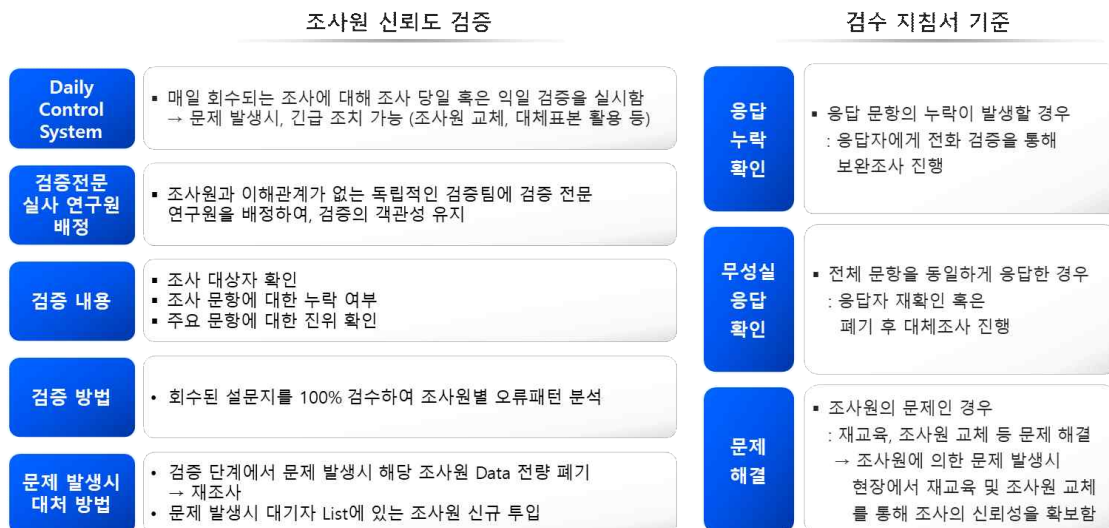 조사원 신뢰도 검증
Daily
Control
System
▪ 매일 회수되는 조사에 대해 조사 당일 혹은 익일 검증을 실시함
→ 문제 발생시, 긴급 조치 가능 (조사원 교체, 대체표본 활용 등)
검증전문
실사 연구원
배정
▪ 조사원과 이해관계가 없는 독립적인 검증팀에 검증 전문
연구원을 배정하여, 검증의 객관성 유지
검증 내용
▪ 조사 대상자 확인
▪ 조사 문항에 대한 누락 여부
▪ 주요 문항에 대한 진위 확인
검증 방법
• 회수된 설문지를 100% 검수하여 조사원별 오류패턴 분석
문제 발생시
대처 방법
• 검증 단계에서 문제 발생시 해당 조사원 Data 전량 폐기
→ 재조사
• 문제 발생시 대기자 List에 있는 조사원 신규 투입
검수 지침서 기준
응답
누락
확인
▪ 응답 문항의 누락이 발생할 경우
: 응답자에게 전화 검증을 통해
보완조사 진행
무성실
응답
확인
▪ 전체 문항을 동일하게 응답한 경우
: 응답자 재확인 혹은
폐기 후 대체조사 진행
문제
해결
▪ 조사원의 문제인 경우
: 재교육, 조사원 교체 등 문제 해결
→ 조사원에 의한 문제 발생시
현장에서 재교육 및 조사원 교체
를 통해 조사의 신뢰성을 확보함